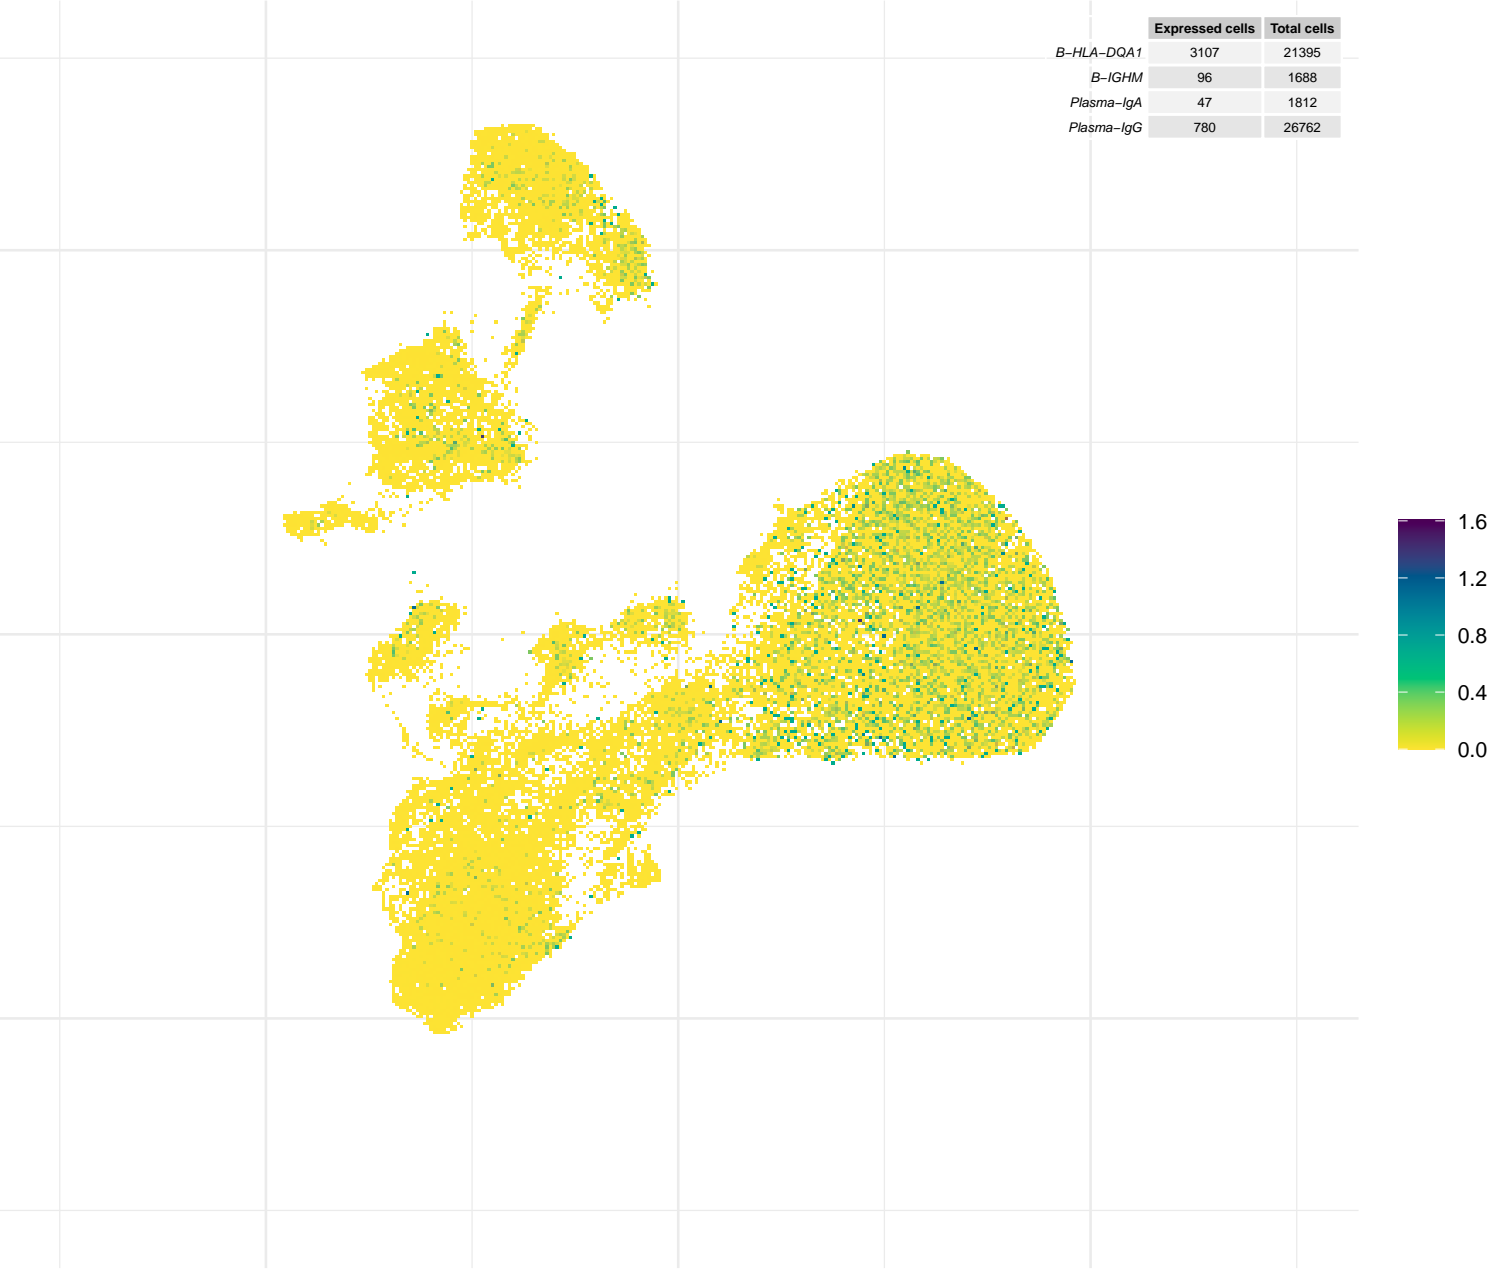 Expressed cells Total cells
B−HLA−DQA1 3107 21395
B−IGHM 96 1688
Plasma−IgA 47 1812
Plasma−IgG 780 26762
1.6
1.2
0.8
0.4
0.0